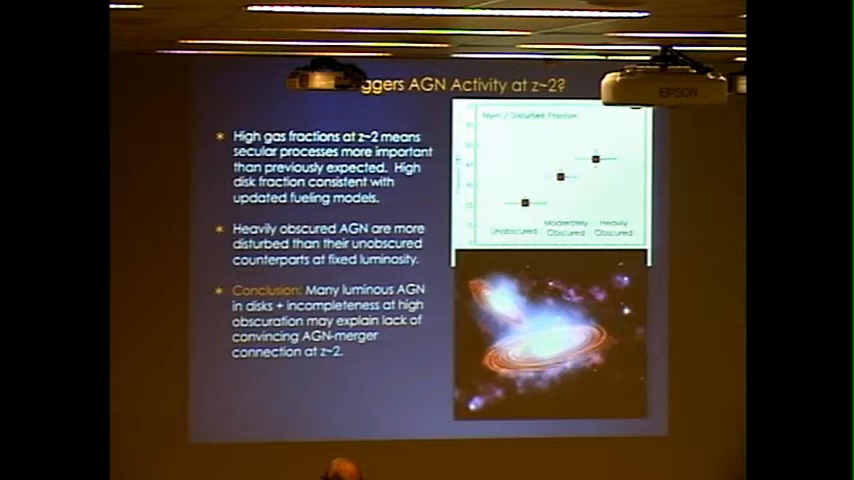 ggers AGN Activity at z~2?
EPSON
* High gas fractions at z~2 means
secular processes more important
than previously expected. High
disk fraction consistent with
updated fueling models.
* Heavily obscured AGN are more
disturbed than their unobscured
counterparts at fixed luminosity.
* Conclusion: Many luminous AGN
in disks + incompleteness at high
obscuration may explain lack of
convincing AGN-merger
connection at z~2.
Disturbed Fraction
Unobscured
Moderately
Obscured
Heavily
Obscured